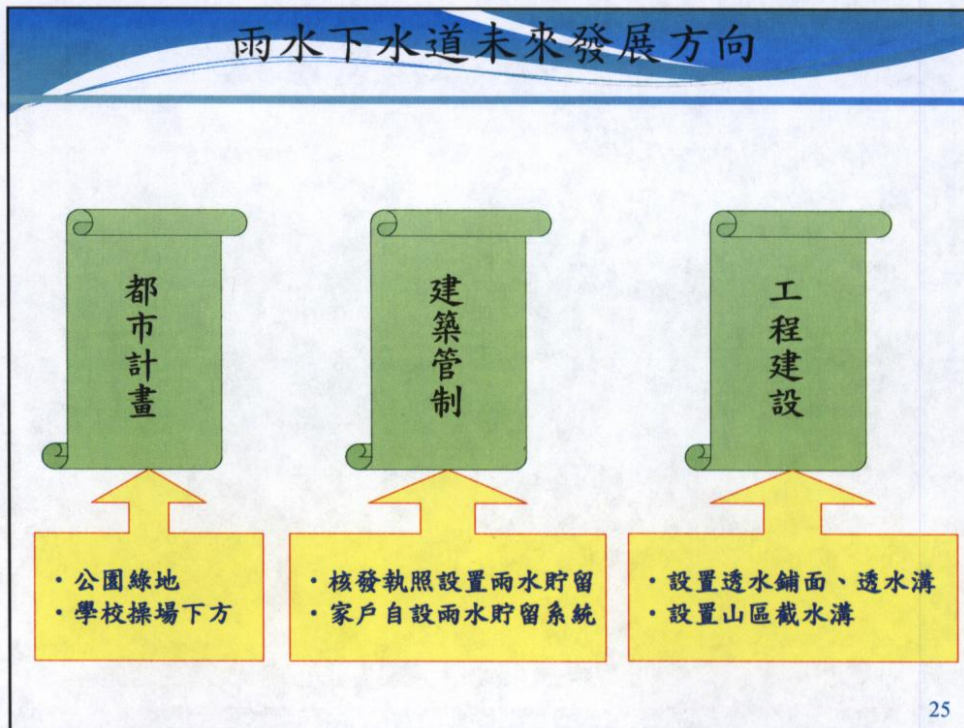 雨水下水道未來發展方向
都市計畫
建築管制
工程建設
・公園綠地
・學校操場下方
・核發執照設置雨水貯留
・家戶自設雨水貯留系統
・設置透水鋪面、透水溝
・設置山區截水溝
25